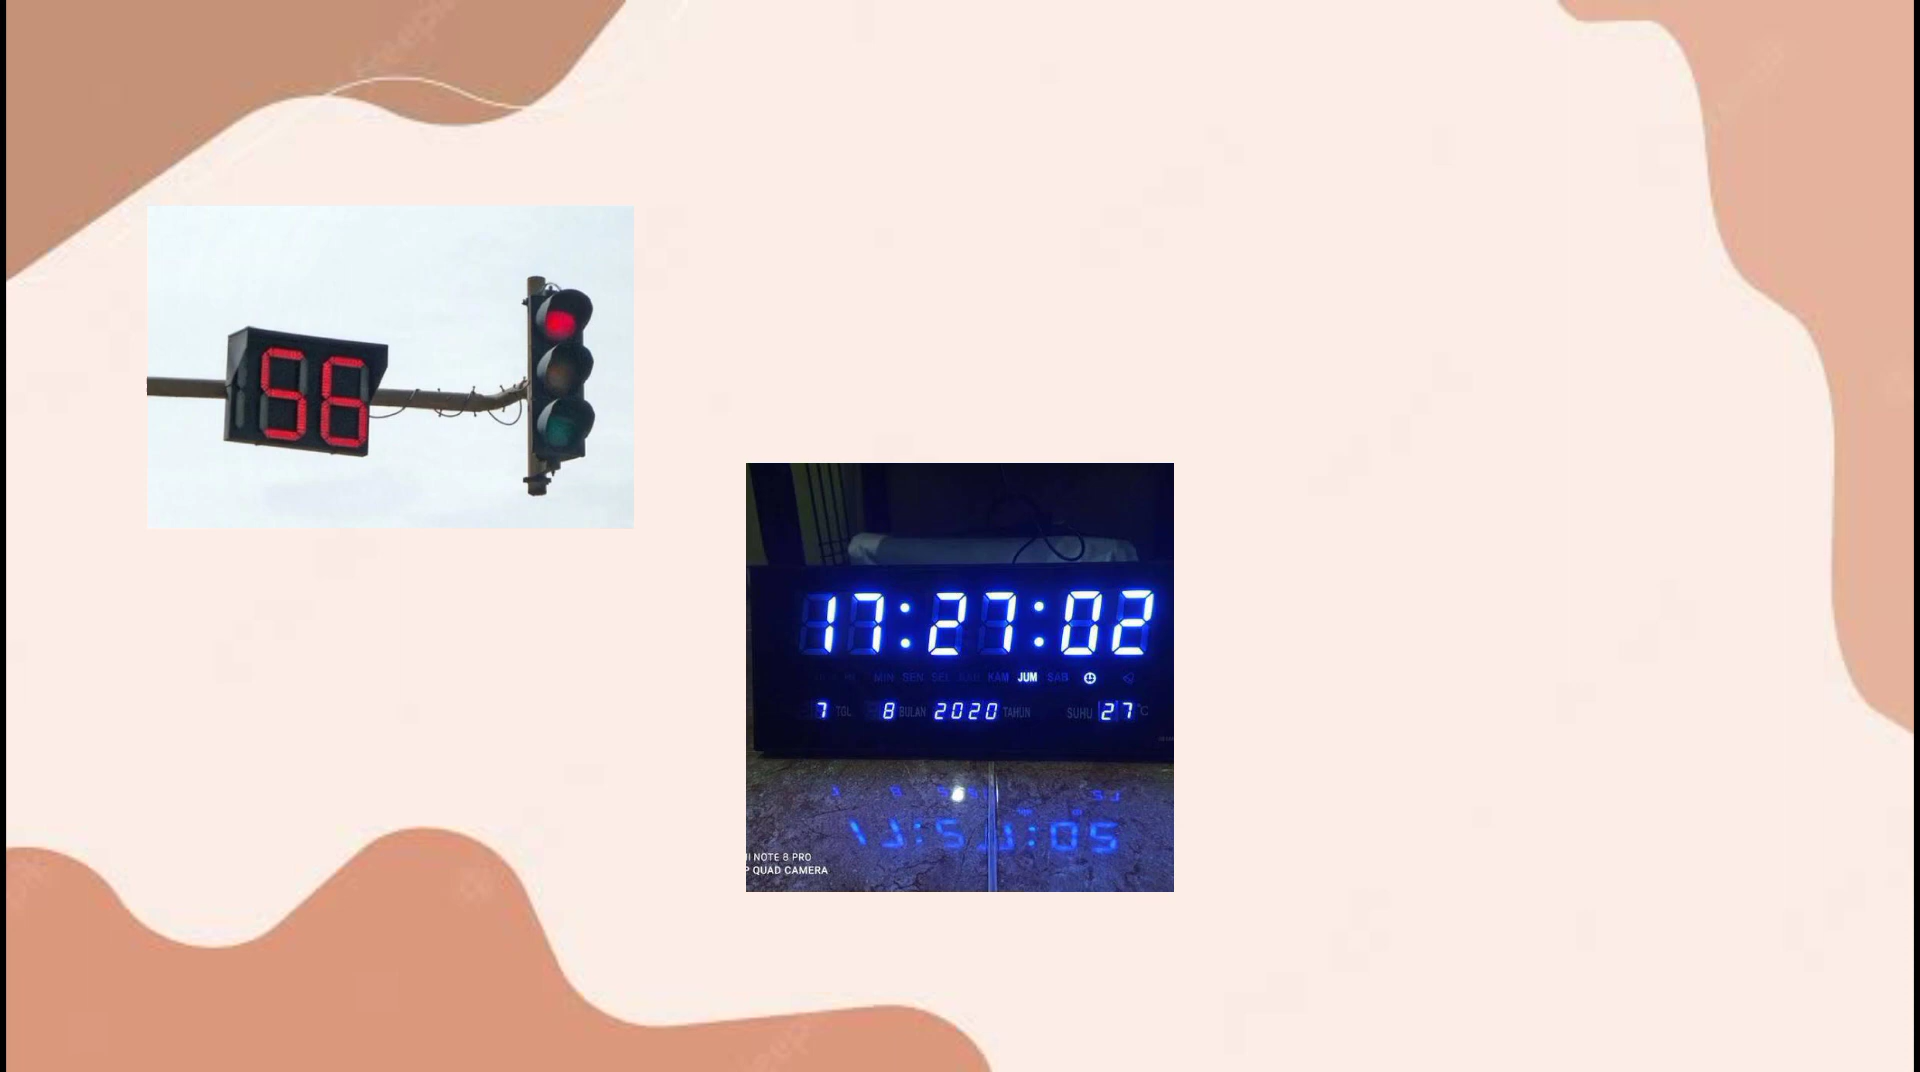 56
17:27:02
MIN SEN SEL RAB KAM JUM SAB
7 TGL 8 BULAN 2020 TAHUN SUHU 27°C
I NOTE 8 PRO
P QUAD CAMERA